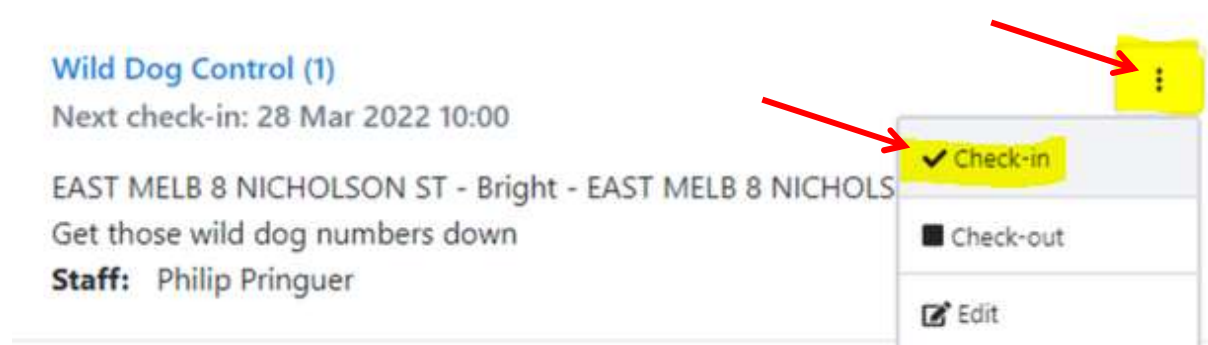 Wild Dog Control (1)
Next check-in: 28 Mar 2022 10:00
EAST MELB 8 NICHOLSON ST - Bright - EAST MELB 8 NICHOLS
Get those wild dog numbers down
Staff: Philip Pringuer
Check-in
Check-out
Edit